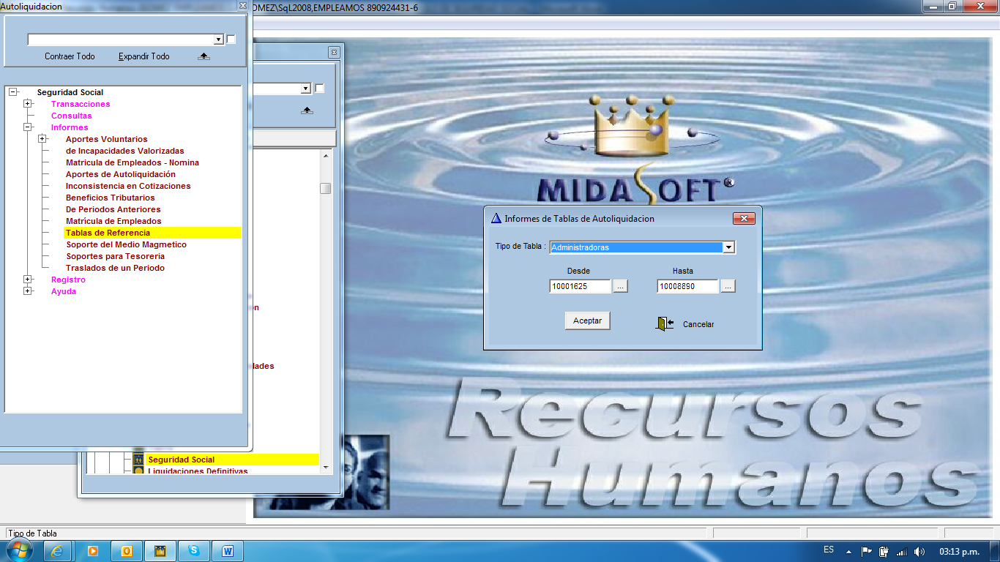 Autoliquidacion
OMEZ\SqL2008,EMPLEAMOS 890924431-6
Contraer Todo
Expandir Todo
Seguridad Social
Transacciones
Consultas
Informes
Aportes Voluntarios
de Incapacidades Valorizadas
Matricula de Empleados - Nomina
Aportes de Autoliquidación
Inconsistencia en Cotizaciones
Beneficios Tributarios
De Periodos Anteriores
Matrícula de Empleados
Tablas de Referencia
Soporte del Medio Magmetico
Soportes para Tesoreria
Traslados de un Periodo
Registro
Ayuda
on
lades
Seguridad Social
Liquidaciones Definitivas
MIDASOFT®
Informes de Tablas de Autoliquidacion
Tipo de Tabla :
Administradoras
Desde
Hasta
10001625
...
10008890
...
Aceptar
Cancelar
Recursos
Humanos
Tipo de Tabla
ES
03:13 p.m.